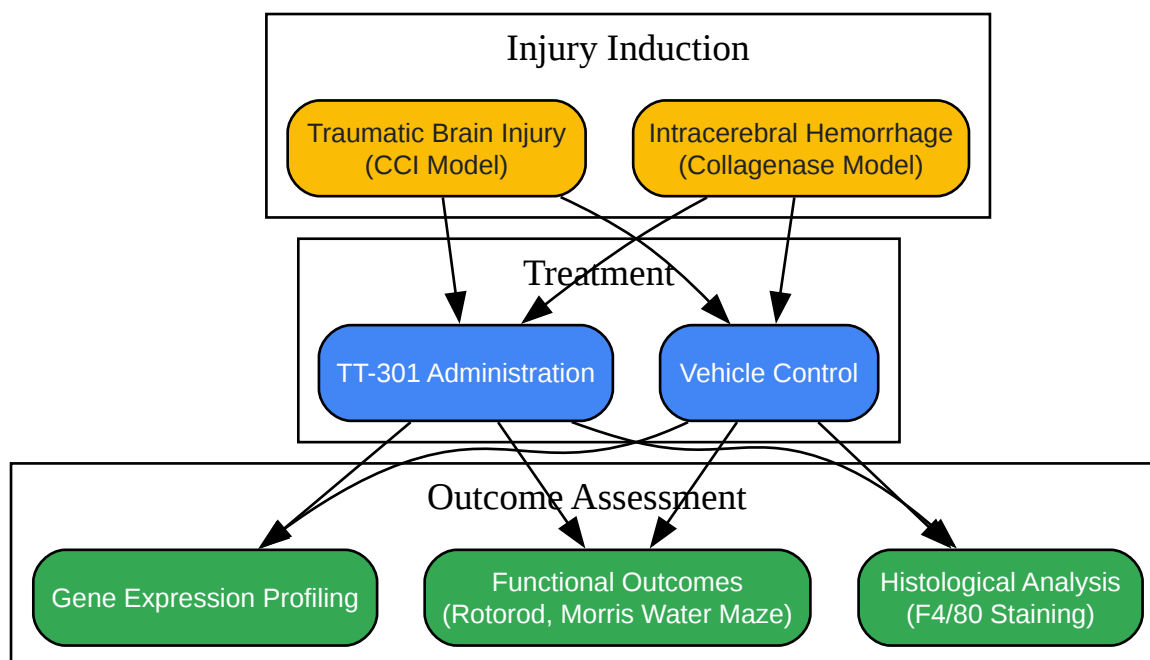 Injury Induction
Traumatic Brain Injury
(CCI Model)
Intracerebral Hemorrhage
(Collagenase Model)
Treatment
TT-301 Administration
Vehicle Control
Outcome Assessment
Gene Expression Profiling
Functional Outcomes
(Rotorod, Morris Water Maze)
Histological Analysis
(F4/80 Staining)